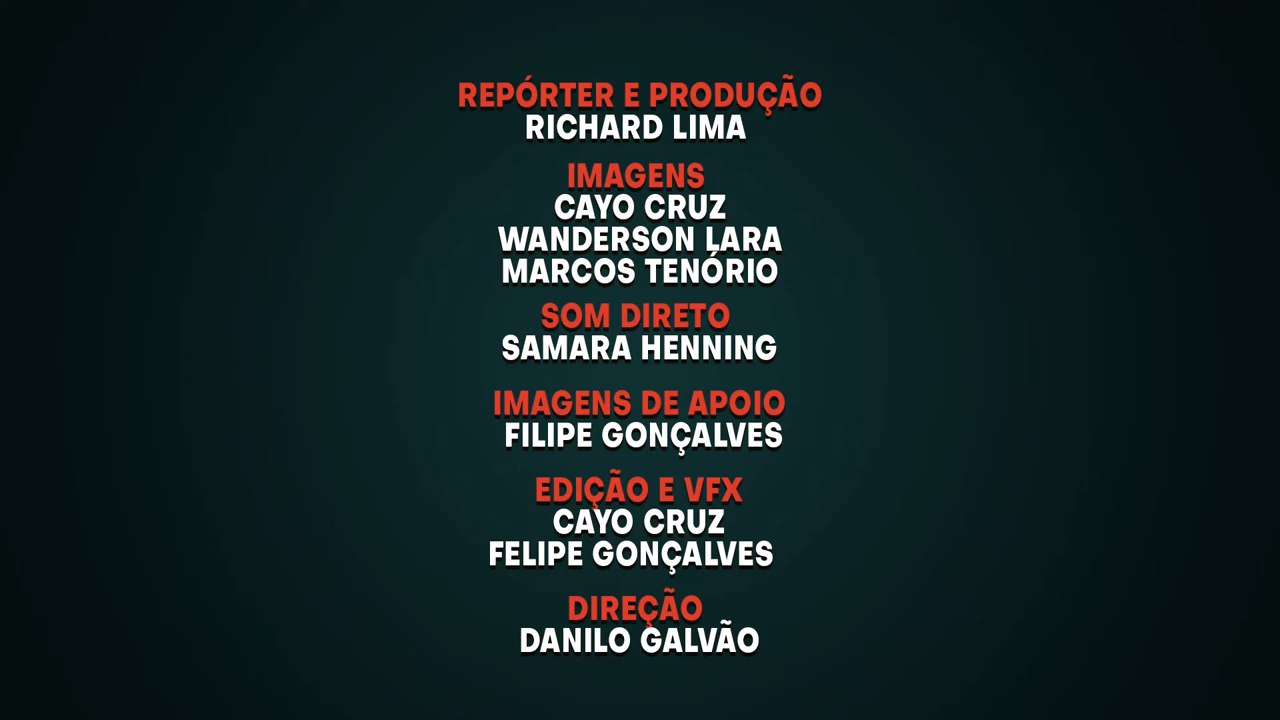 REPÓRTER E PRODUÇÃO
RICHARD LIMA
IMAGENS
CAYO CRUZ
WANDERSON LARA
MARCOS TENÓRIO
SOM DIRETO
SAMARA HENNING
IMAGENS DE APOIO
FILIPE GONÇALVES
EDIÇÃO E VFX
CAYO CRUZ
FELIPE GONÇALVES
DIREÇÃO
DANILO GALVÃO